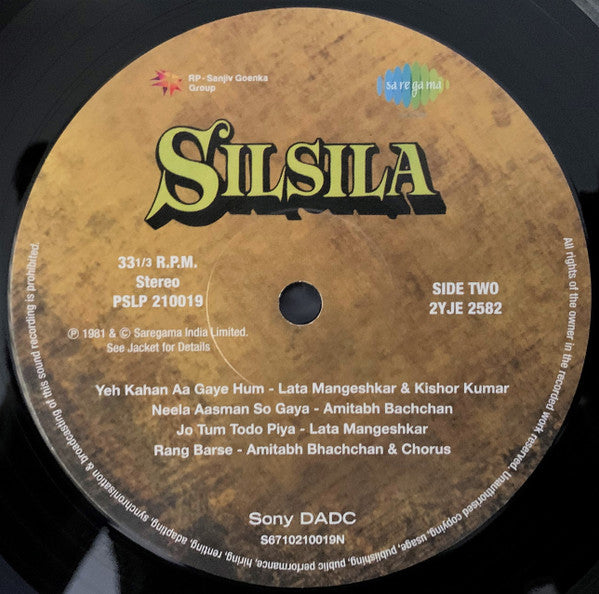 RP-Sanjiv Goenka
Group
sa re ga ma
SILSILA
33 1/3 R.P.M.
Stereo
PSLP 210019
SIDE TWO
2YJE 2582
℗ 1981 & © Saregama India Limited.
See Jacket for Details
Yeh Kahan Aa Gaye Hum - Lata Mangeshkar & Kishor Kumar
Neela Aasman So Gaya - Amitabh Bachchan
Jo Tum Todo Piya - Lata Mangeshkar
Rang Barse - Amitabh Bhachchan & Chorus
Sony DADC
S6710210019N
All rights of the owner in the recorded work reserved. Unauthorised copying, usage, publishing, public performance, hiring, renting, adapting, synchronisation & broadcasting of this sound recording is prohibited.